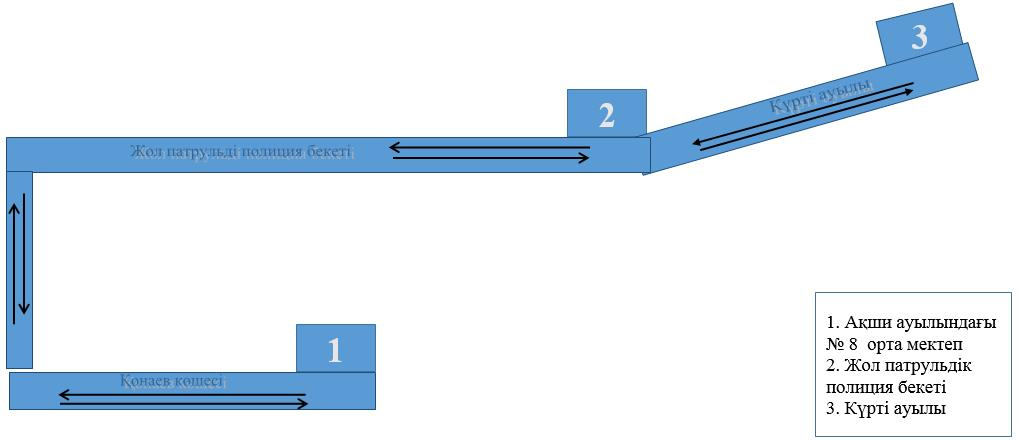 3
Күрті ауылы
2
Жол патрульді полиция бекеті
1
Қонаев көшесі
1. Ақши ауылындағы
№ 8 орта мектеп
2. Жол патрульдік
полиция бекеті
3. Күрті ауылы